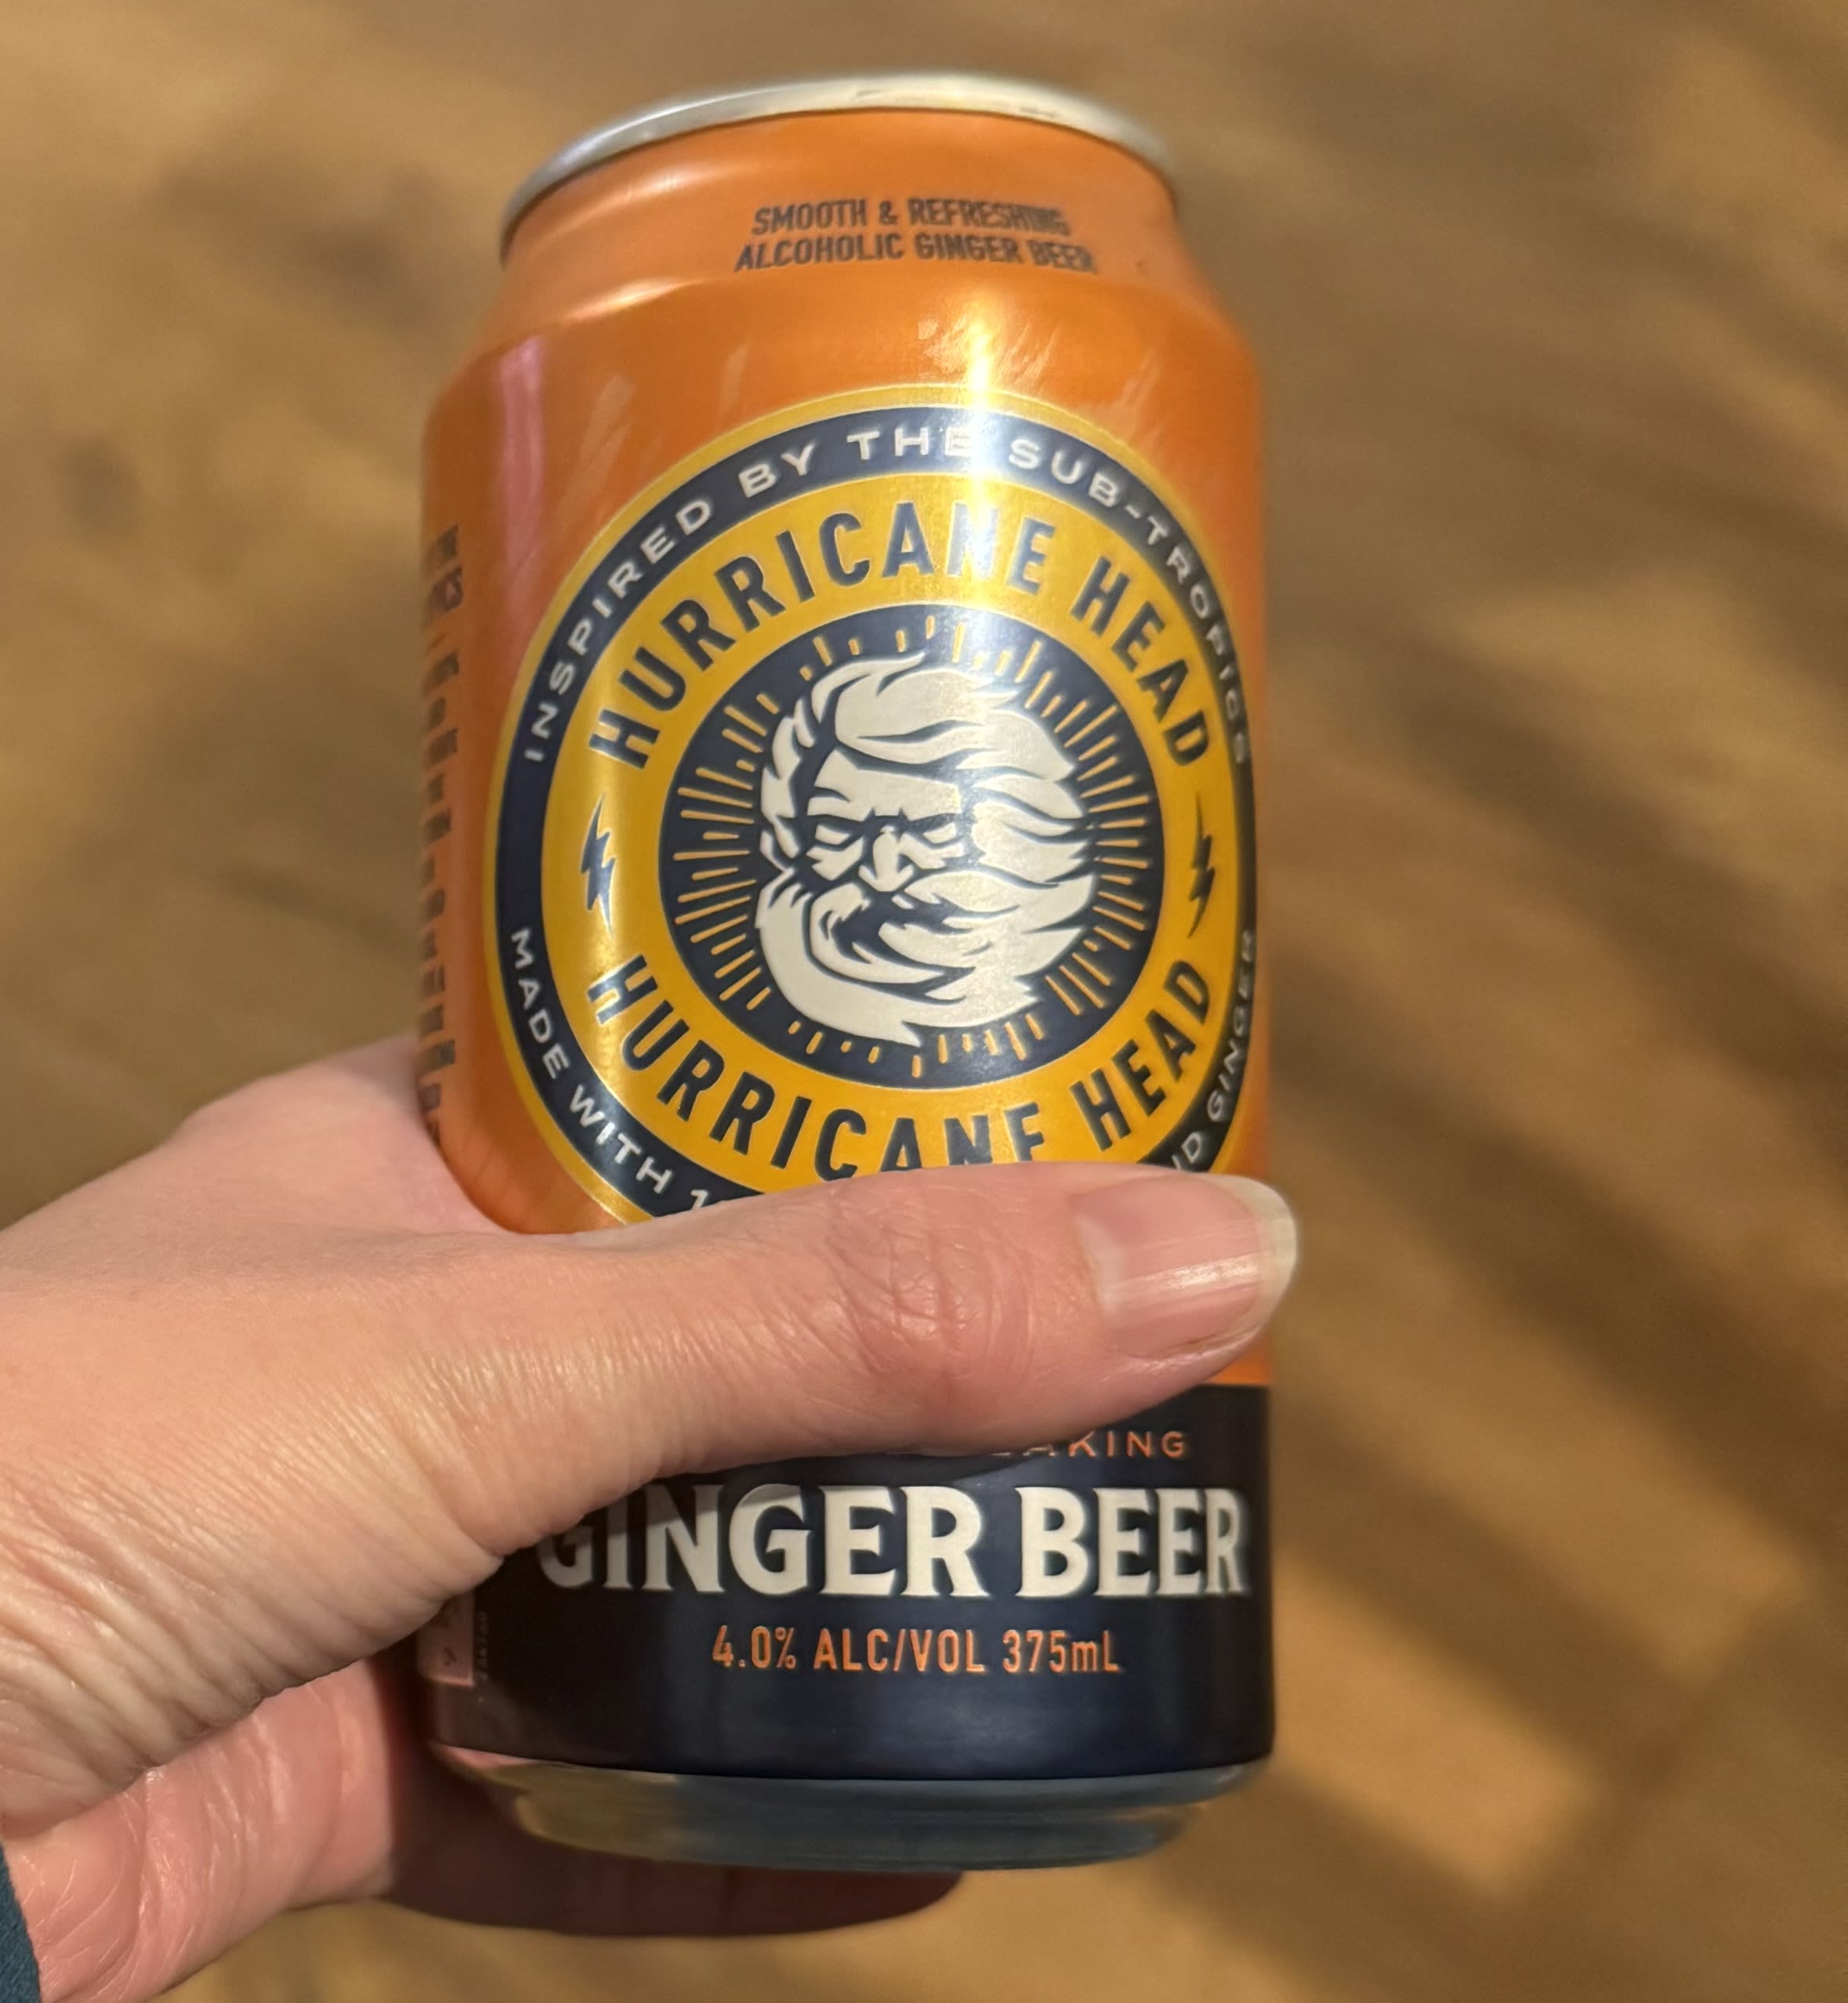 SMOOTH & REFRESHING
ALCOHOLIC GINGER BEER
INSPIRED BY THE SUB-TROPICS
HURRICANE HEAD
HURRICANE HEAD
MADE WITH
GINGER
GINGER BEER
4.0% ALC/VOL 375mL